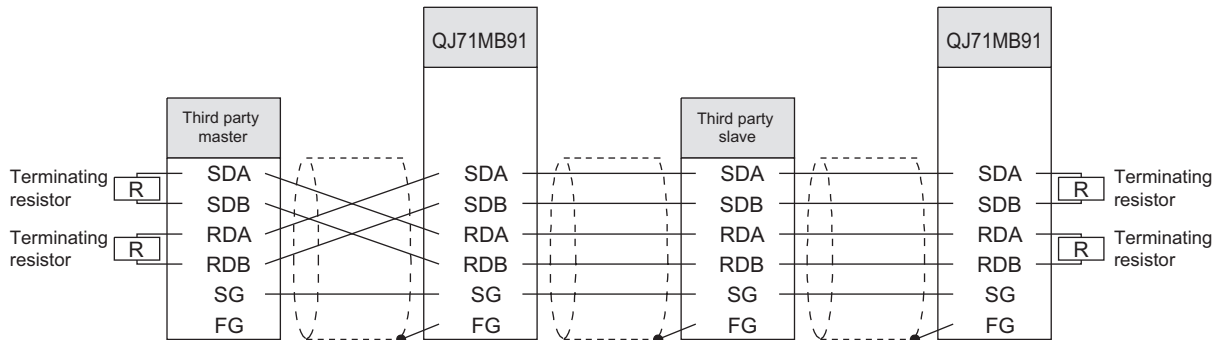 QJ71MB91
QJ71MB91
Third party
master
Third party
slave
Terminating
resistor
R
SDA
SDA
SDA
SDA
R
Terminating
resistor
SDB
SDB
SDB
SDB
Terminating
resistor
R
RDA
RDA
RDA
RDA
R
Terminating
resistor
RDB
RDB
RDB
RDB
SG
SG
SG
SG
FG
FG
FG
FG